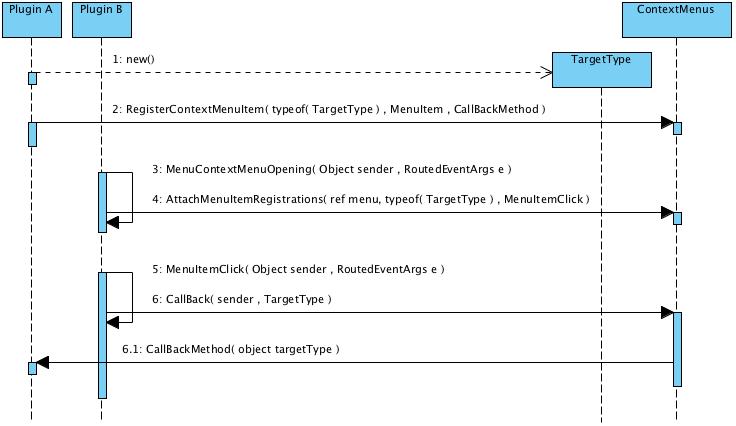 Plugin A
Plugin B
ContextMenus
1: new()
TargetType
2: RegisterContextMenuItem( typeof( TargetType ) , MenuItem , CallBackMethod )
3: MenuContextMenuOpening( Object sender , RoutedEventArgs e )
4: AttachMenuItemRegistrations( ref menu, typeof( TargetType ) , MenuItemClick )
5: MenuItemClick( Object sender , RoutedEventArgs e )
6: CallBack( sender , TargetType )
6.1: CallBackMethod( object targetType )